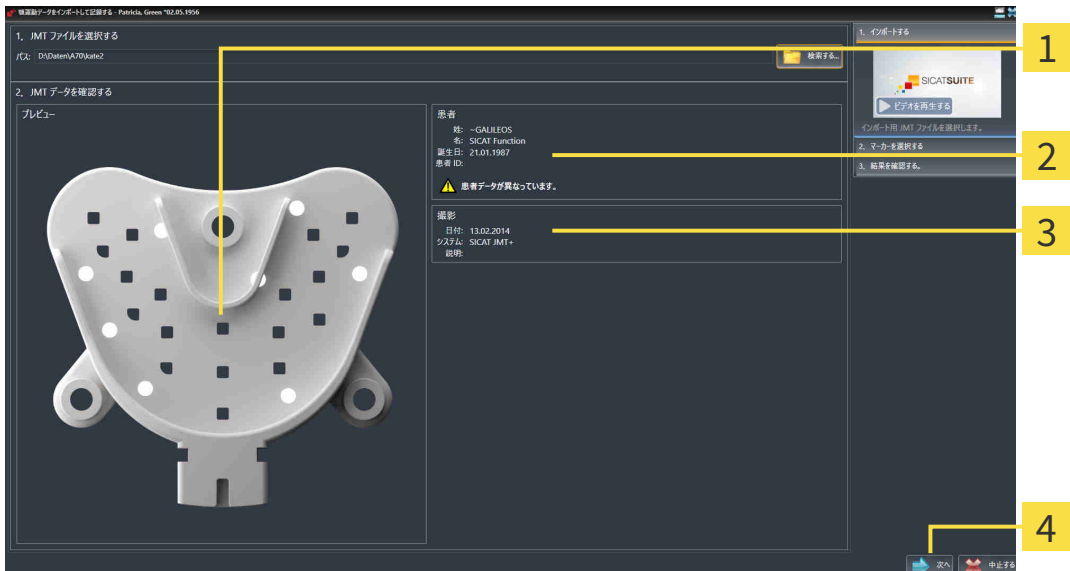 顎運動データをインポートして記録する - Patricia, Green *02.05.1956
1. JMT ファイルを選択する
パス: D:\Daten\A70\kate2
検索する...
2. JMT データを確認する
プレビュー
患者
姓: ~GALILEOS
名: SICAT Function
誕生日: 21.01.1987
患者 ID:
患者データが異なっています。
撮影
日付: 13.02.2014
システム: SICAT JMT+
説明:
1. インポートする
SICATSUITE
ビデオを再生する
インポート用 JMT ファイルを選択します。
2. マーカーを選択する
3. 結果を確認する。
次へ
中止する
1
2
3
4